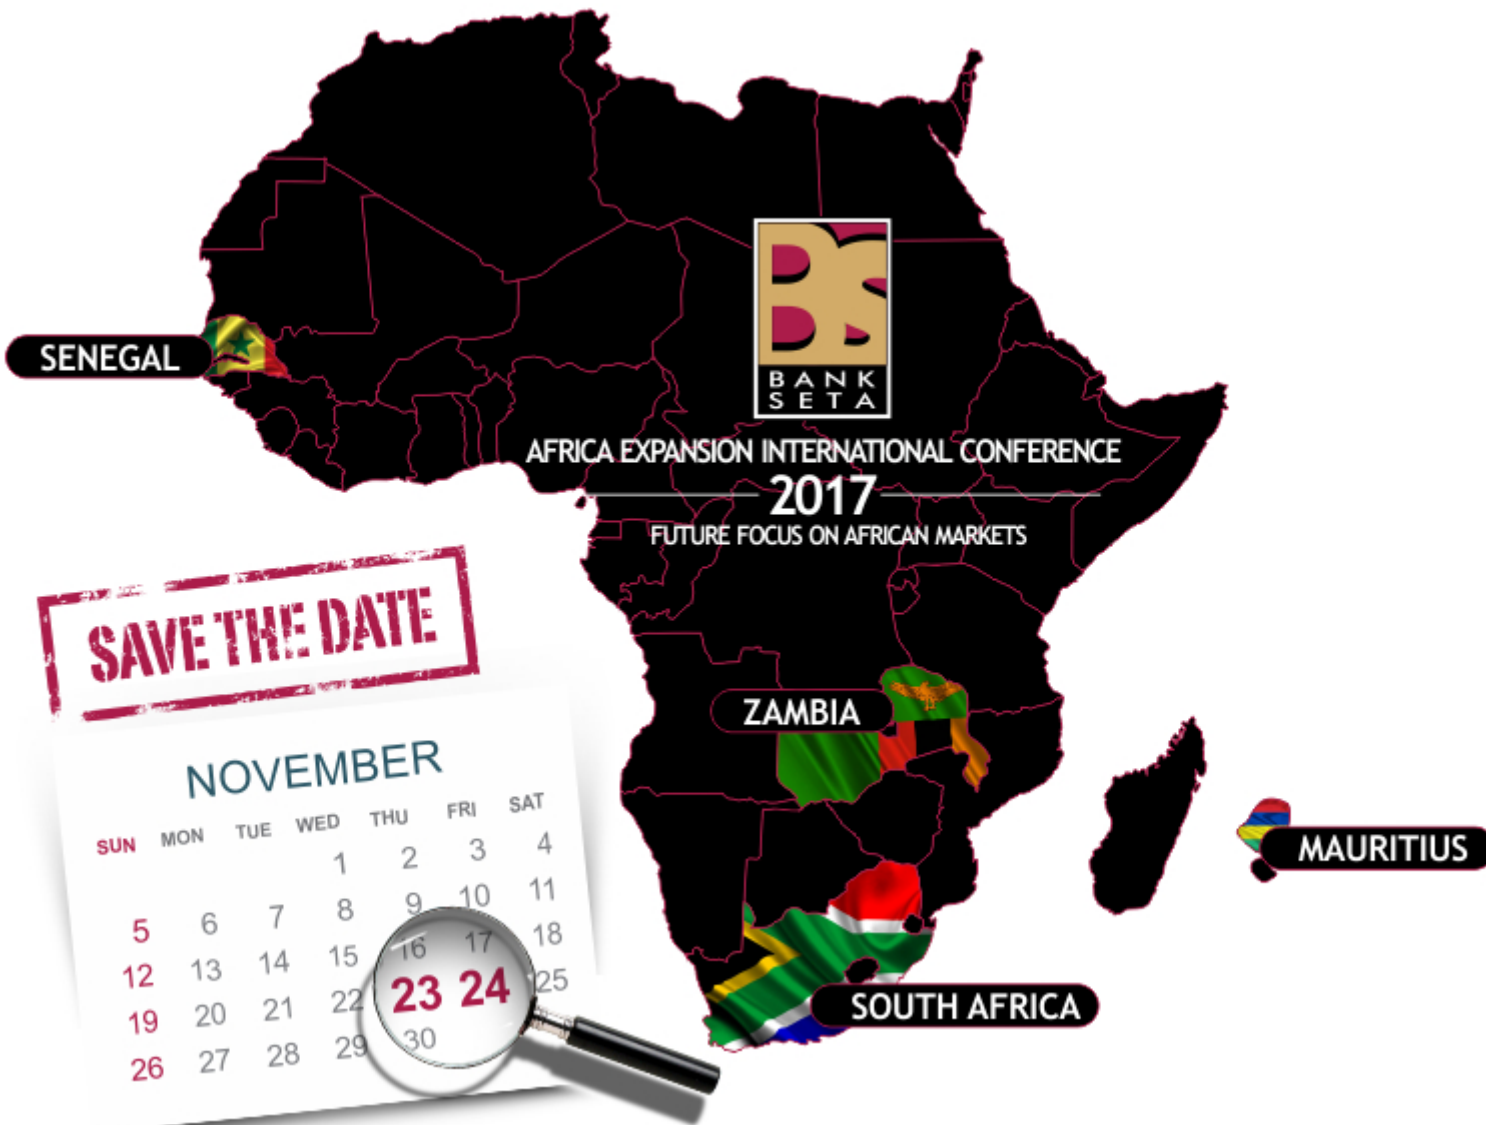 BS
BANK
SETA
AFRICA EXPANSION INTERNATIONAL CONFERENCE
2017
FUTURE FOCUS ON AFRICAN MARKETS
SENEGAL
ZAMBIA
MAURITIUS
SOUTH AFRICA
SAVE THE DATE
NOVEMBER
SUN MON TUE WED THU FRI SAT
1 2 3 4
5 6 7 8 9 10 11
12 13 14 15 16 17 18
19 20 21 22 23 24 25
26 27 28 29 30